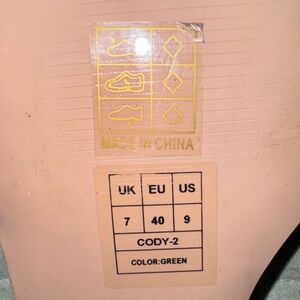 MADE IN CHINA
UK EU US
7 40 9
CODY-2
COLOR:GREEN